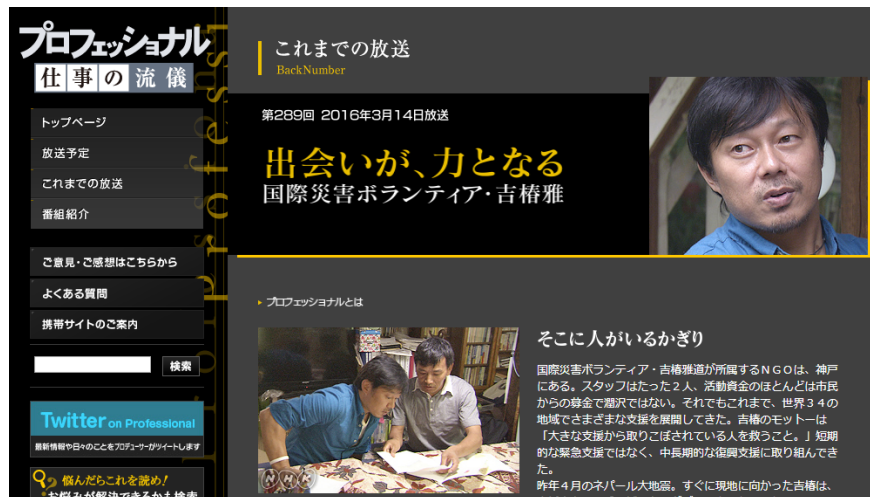 プロフェッショナル
仕事の流儀
トップページ
放送予定
これまでの放送
番組紹介
ご意見・ご感想はこちらから
よくある質問
携帯サイトのご案内
検索
Twitter on Professional
最新情報や日々のことをプロデューサーがツイートします
悩んだらこれを読め!
お悩みが解決できるかも検索
これまでの放送
BackNumber
第289回 2016年3月14日放送
出会いが、力となる
国際災害ボランティア・吉椿雅
プロフェッショナルとは
NHK
そこに人がいるかぎり
国際災害ボランティア・吉椿雅道が所属するNGOは、神戸
にある。スタッフはたった2人、活動資金のほとんどは市民
からの募金で潤沢ではない。それでもこれまで、世界34の
地域でさまざまな支援を展開してきた。吉椿のモットーは
「大きな支援から取りこぼされている人を救うこと。」短期
的な緊急支援ではなく、中長期的な復興支援に取り組んでき
た。
昨年4月のネパール大地震。すぐに現地に向かった吉椿は、